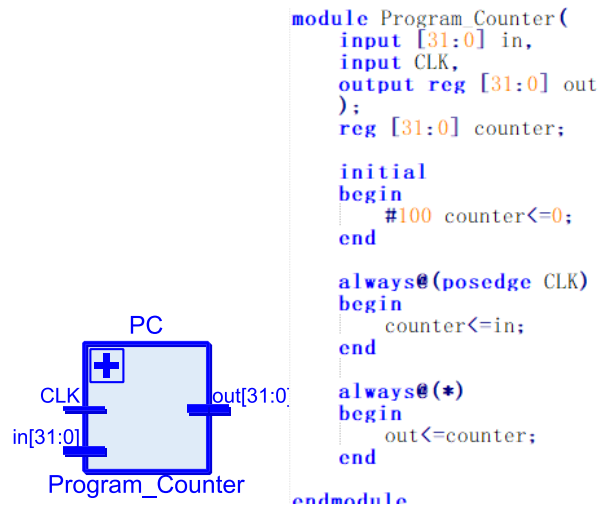 PC
CLK
out[31:0]
in[31:0]
Program_Counter
module Program_Counter(
    input [31:0] in,
    input CLK,
    output reg [31:0] out
    );
    reg [31:0] counter;

    initial
    begin
        #100 counter<=0;
    end

    always@(posedge CLK)
    begin
        counter<=in;
    end

    always@(*)
    begin
        out<=counter;
    end

endmodule